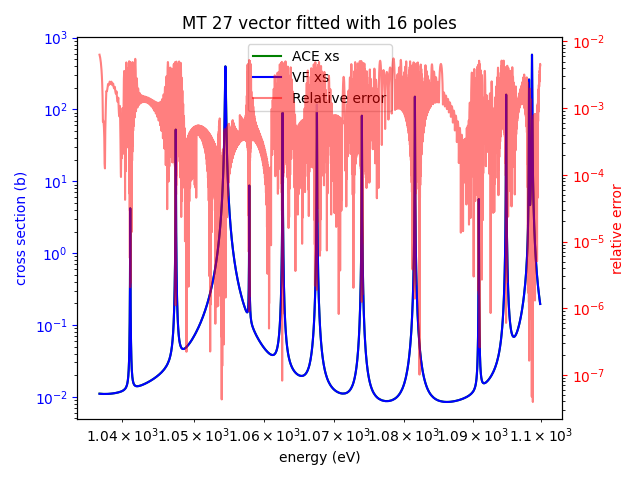 MT 27 vector fitted with 16 poles
ACE xs
VF xs
Relative error
10³
10²
10¹
10⁰
10⁻¹
10⁻²
cross section (b)
10⁻²
10⁻³
10⁻⁴
10⁻⁵
10⁻⁶
10⁻⁷
relative error
1.04 × 10³ 1.05 × 10³ 1.06 × 10³ 1.07 × 10³ 1.08 × 10³ 1.09 × 10³ 1.1 × 10³
energy (eV)